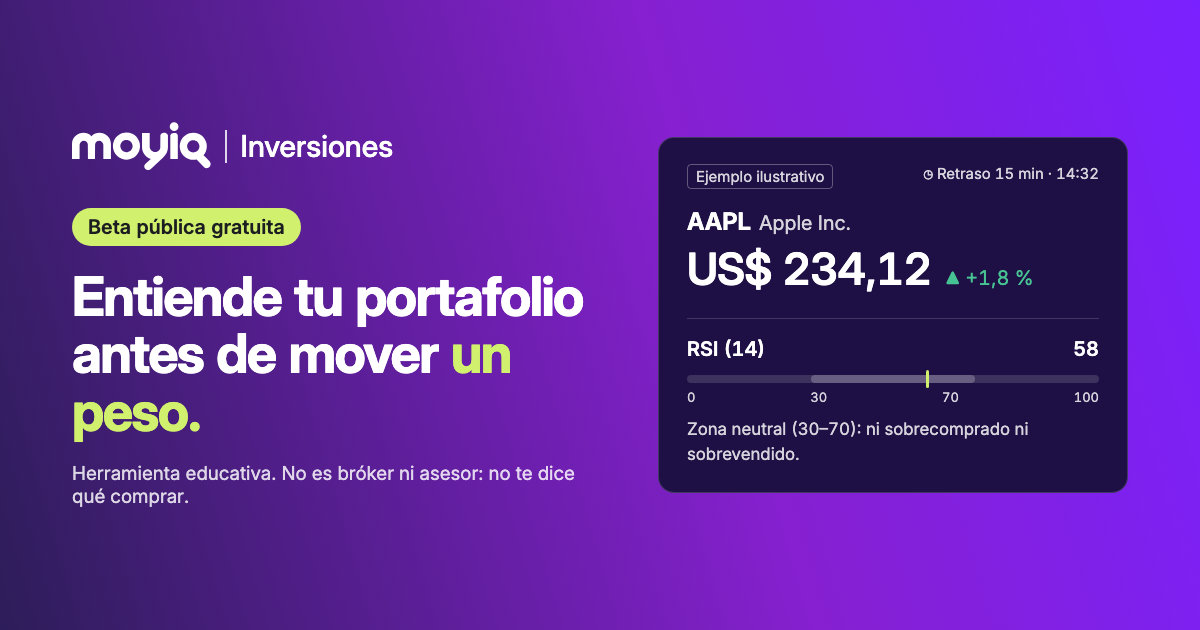 moyiq | Inversiones
Beta pública gratuita
Entiende tu portafolio
antes de mover un
peso.
Herramienta educativa. No es bróker ni asesor: no te dice
qué comprar.
Ejemplo ilustrativo
Retraso 15 min · 14:32
AAPL Apple Inc.
US$ 234,12 ▲ +1,8 %
RSI (14) 58
0 30 70 100
Zona neutral (30–70): ni sobrecomprado ni
sobrevendido.